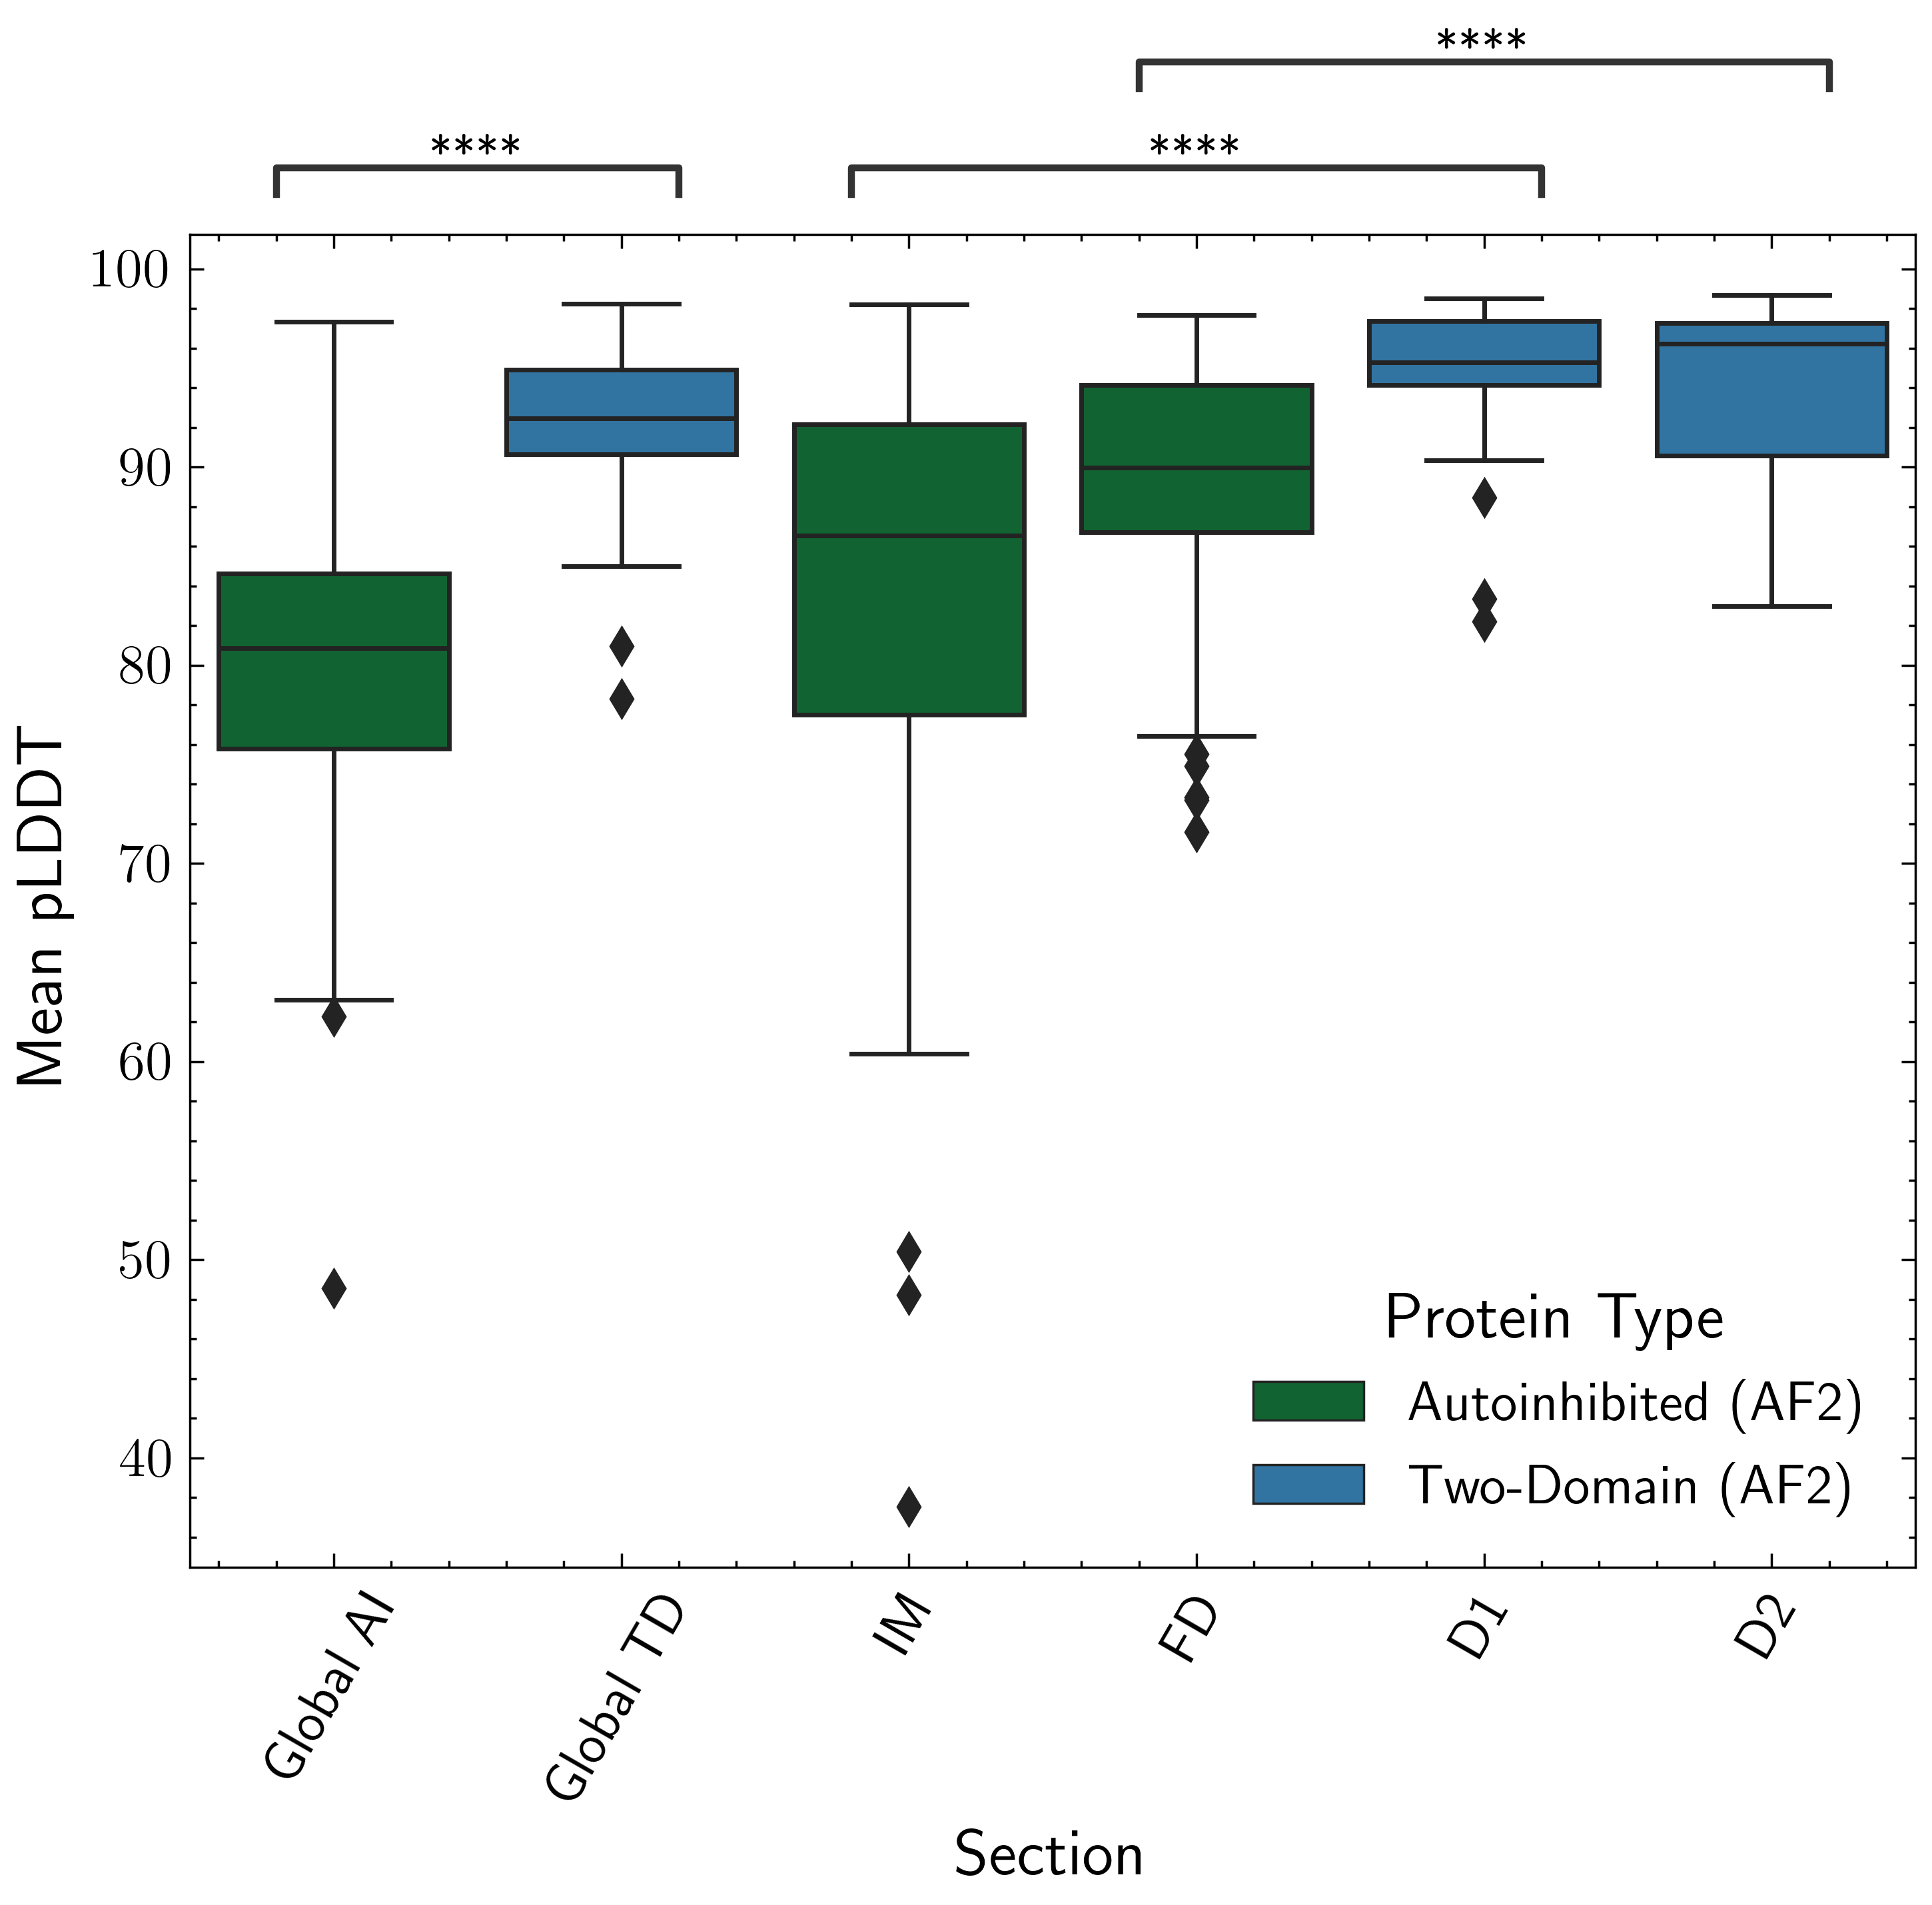 ****
****
****
100
90
80
70
60
50
40
Mean pLDDT
Protein Type
Autoinhibited (AF2)
Two-Domain (AF2)
Global AI
Global TD
IM
FD
D1
D2
Section